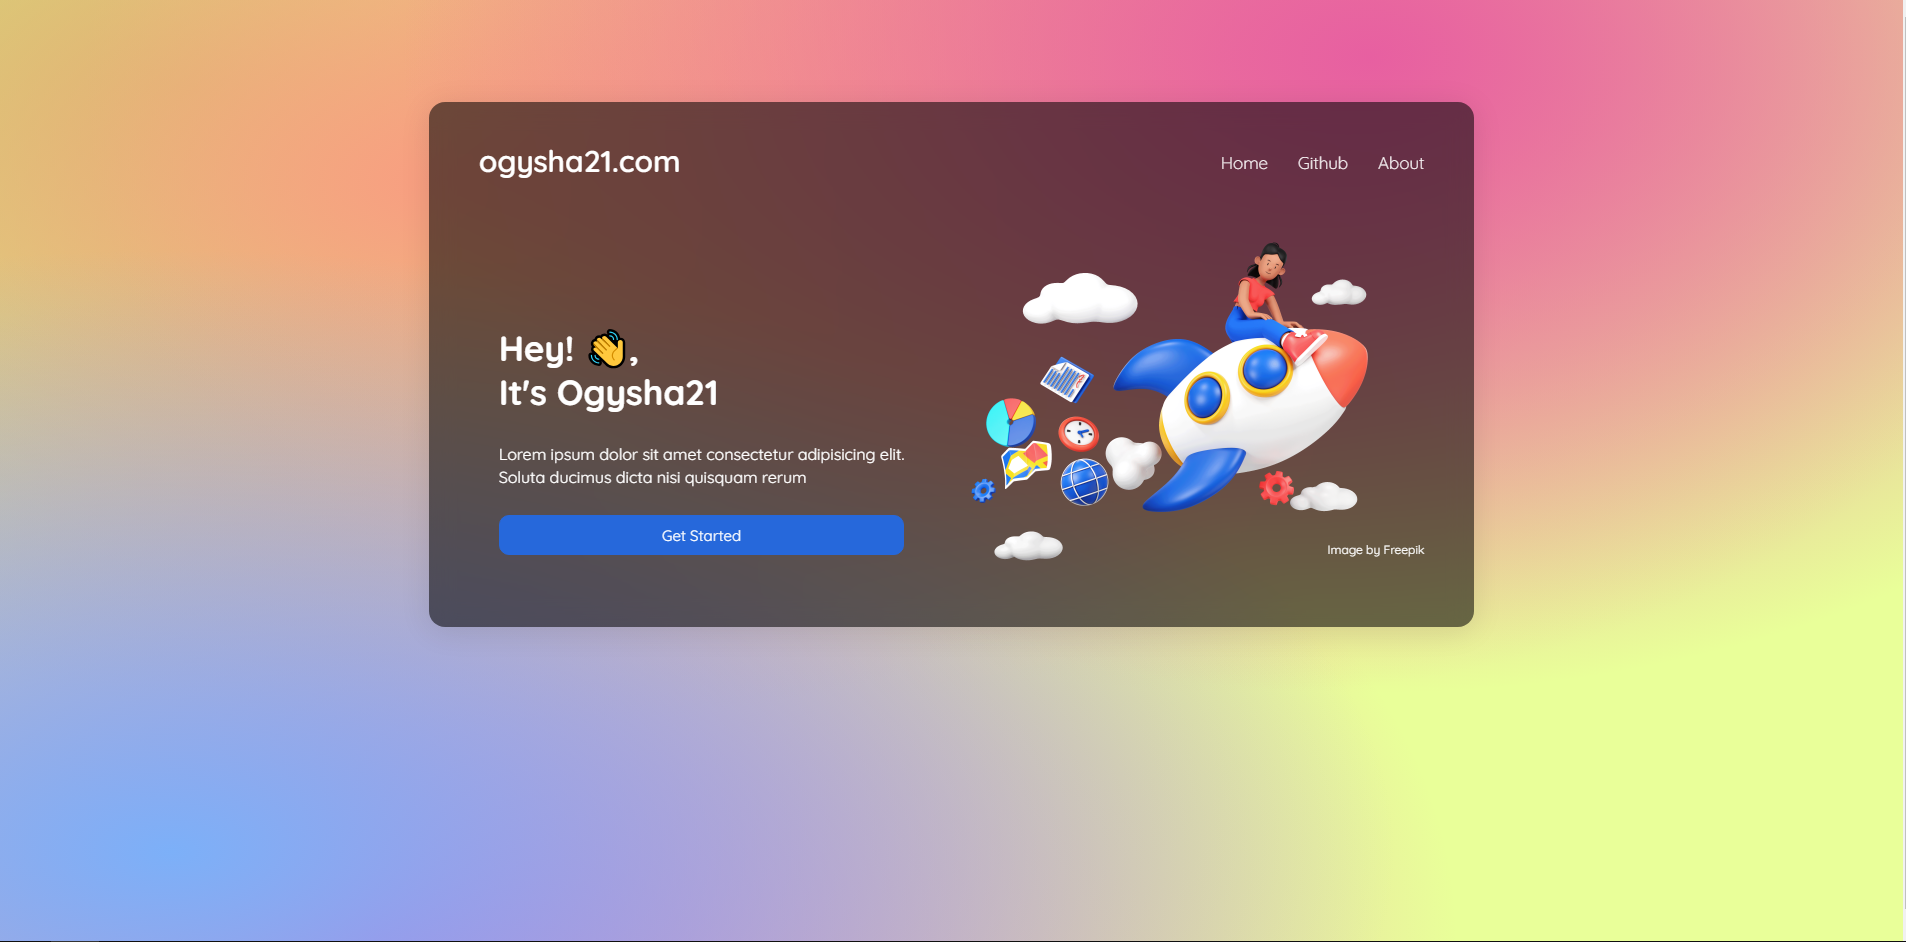 ogysha21.com
Home Github About
Hey! 👋,
It's Ogysha21
Lorem ipsum dolor sit amet consectetur adipisicing elit.
Soluta ducimus dicta nisi quisquam rerum
Get Started
Image by Freepik